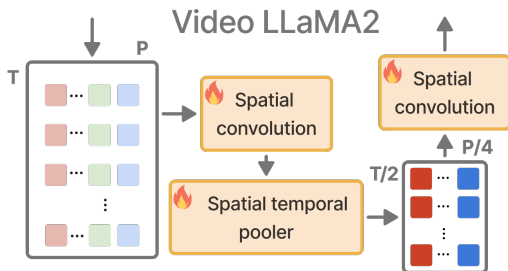 Video LLaMA2
P
T
Spatial
convolution
Spatial temporal
pooler
T/2
P/4
Spatial
convolution